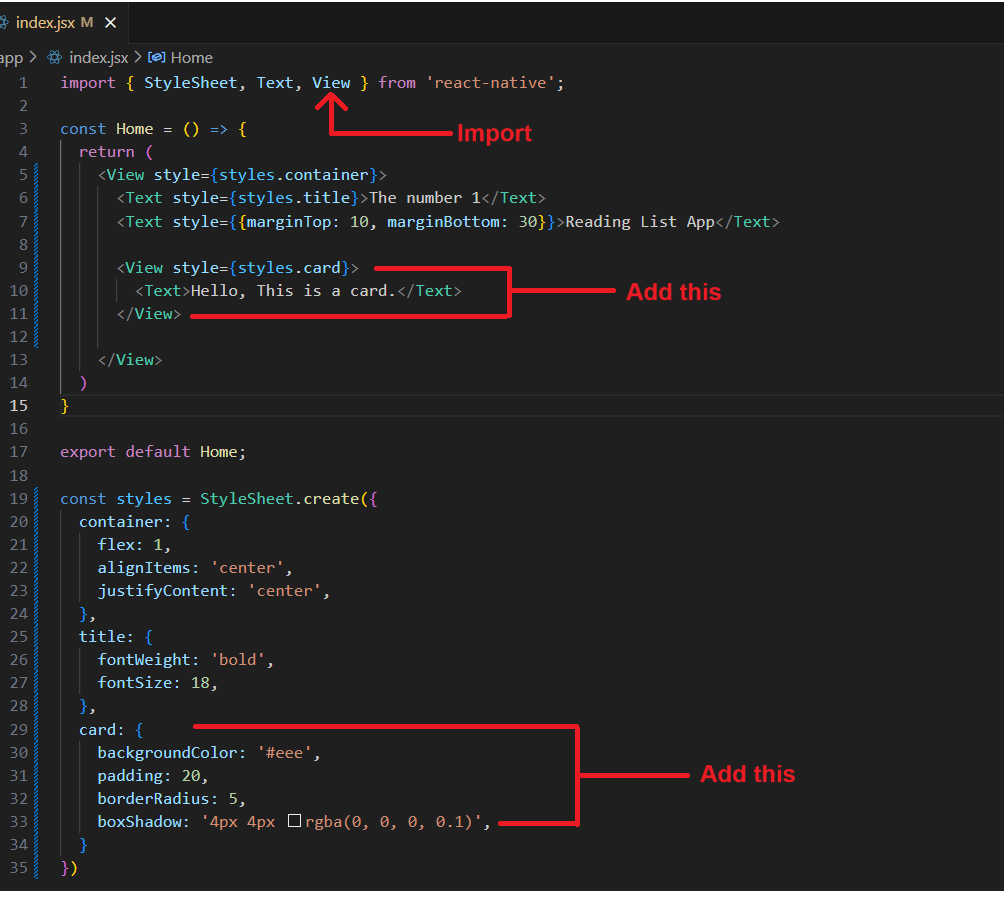 index.jsx M ×
app > index.jsx > Home
1 import { StyleSheet, Text, View } from 'react-native';
2
Import
3 const Home = () => {
4 return (
5 <View style={styles.container}>
6 <Text style={styles.title}>The number 1</Text>
7 <Text style={{marginTop: 10, marginBottom: 30}}>Reading List App</Text>
8
9 <View style={styles.card}>
10 <Text>Hello, This is a card.</Text>
Add this
11 </View>
12
13 </View>
14 )
15 }
16
17 export default Home;
18
19 const styles = StyleSheet.create({
20 container: {
21 flex: 1,
22 alignItems: 'center',
23 justifyContent: 'center',
24 },
25 title: {
26 fontWeight: 'bold',
27 fontSize: 18,
28 },
29 card: {
30 backgroundColor: '#eee',
31 padding: 20,
Add this
32 borderRadius: 5,
33 boxShadow: '4px 4px rgba(0, 0, 0, 0.1)',
34 }
35 })